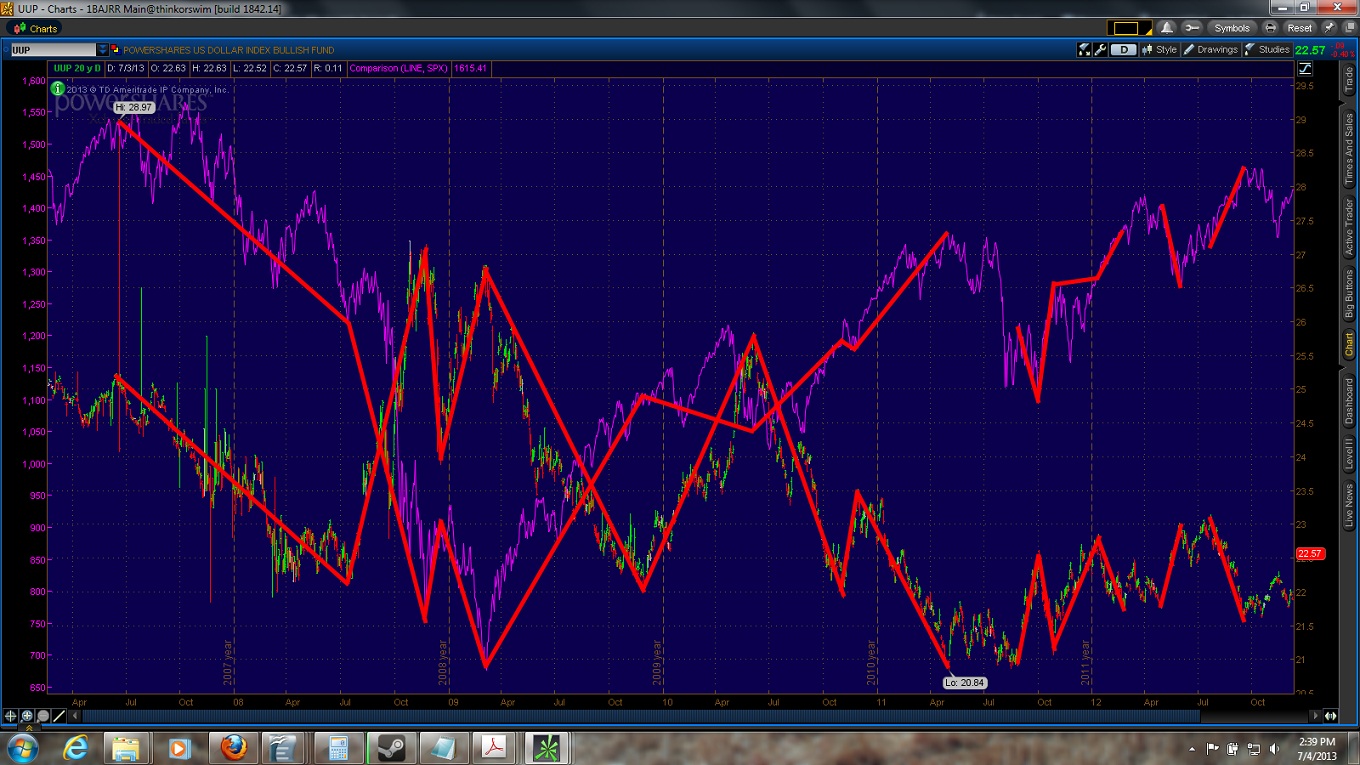 UUP - Charts - 1BAJRR Main@thinkorswim [build 1842.14]
Charts
Symbols
Reset
UUP
POWERSHARES US DOLLAR INDEX BULLISH FUND
D
Style
Drawings
Studies
22.57
UUP 20 y D
D: 7/3/13
O: 22.63
H: 22.63
L: 22.52
C: 22.57
R: 0.11
Comparison (LINE, SPX)
1615.41
2013 © TD Ameritrade IP Company, Inc.
powershares
Hi: 28.97
1,600
1,550
1,500
1,450
1,400
1,350
1,300
1,250
1,200
1,150
1,100
1,050
1,000
950
900
850
800
750
700
650
29.5
29
28.5
28
27.5
27
26.5
26
25.5
25
24.5
24
23.5
23
22.57
22
21.5
21
20.5
Trade
Times And Sales
Active Trader
Big Buttons
Chart
Dashboard
Level II
Live News
2007 year
2008 year
2009 year
2010 year
2011 year
Lo: 20.84
Apr
Jul
Oct
08
Apr
Jul
Oct
09
Apr
Jul
Oct
10
Apr
Jul
Oct
11
Apr
Jul
Oct
12
Apr
Jul
Oct
2:39 PM
7/4/2013